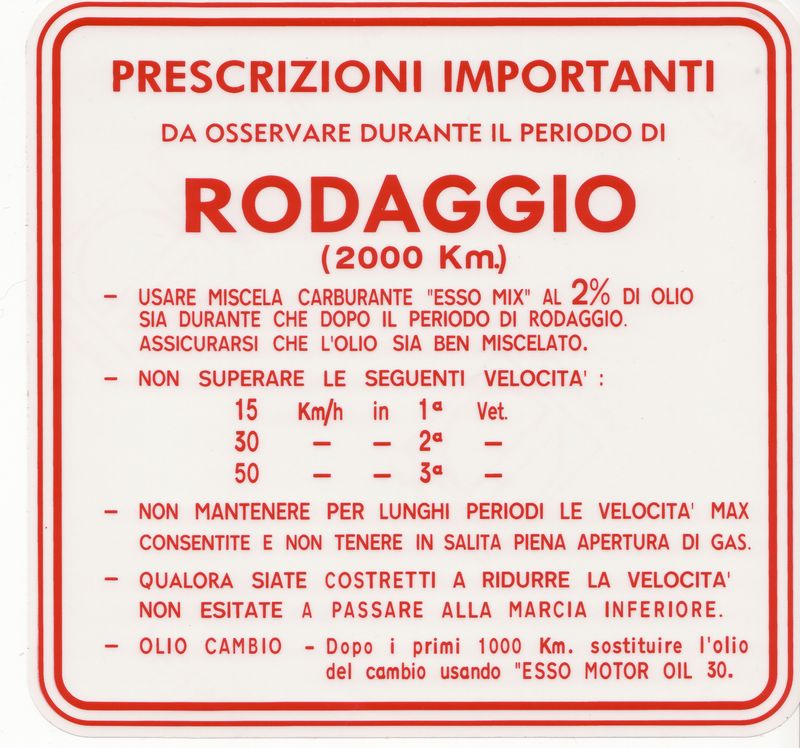 PRESCRIZIONI IMPORTANTI
DA OSSERVARE DURANTE IL PERIODO DI
RODAGGIO
(2000 Km.)
– USARE MISCELA CARBURANTE "ESSO MIX" AL 2% DI OLIO
SIA DURANTE CHE DOPO IL PERIODO DI RODAGGIO.
ASSICURARSI CHE L'OLIO SIA BEN MISCELATO.
– NON SUPERARE LE SEGUENTI VELOCITA' :
15 Km/h in 1ª Vet.
30 – – 2ª –
50 – – 3ª –
– NON MANTENERE PER LUNGHI PERIODI LE VELOCITA' MAX
CONSENTITE E NON TENERE IN SALITA PIENA APERTURA DI GAS.
– QUALORA SIATE COSTRETTI A RIDURRE LA VELOCITA'
NON ESITATE A PASSARE ALLA MARCIA INFERIORE.
– OLIO CAMBIO – Dopo i primi 1000 Km. sostituire l'olio
del cambio usando "ESSO MOTOR OIL 30.